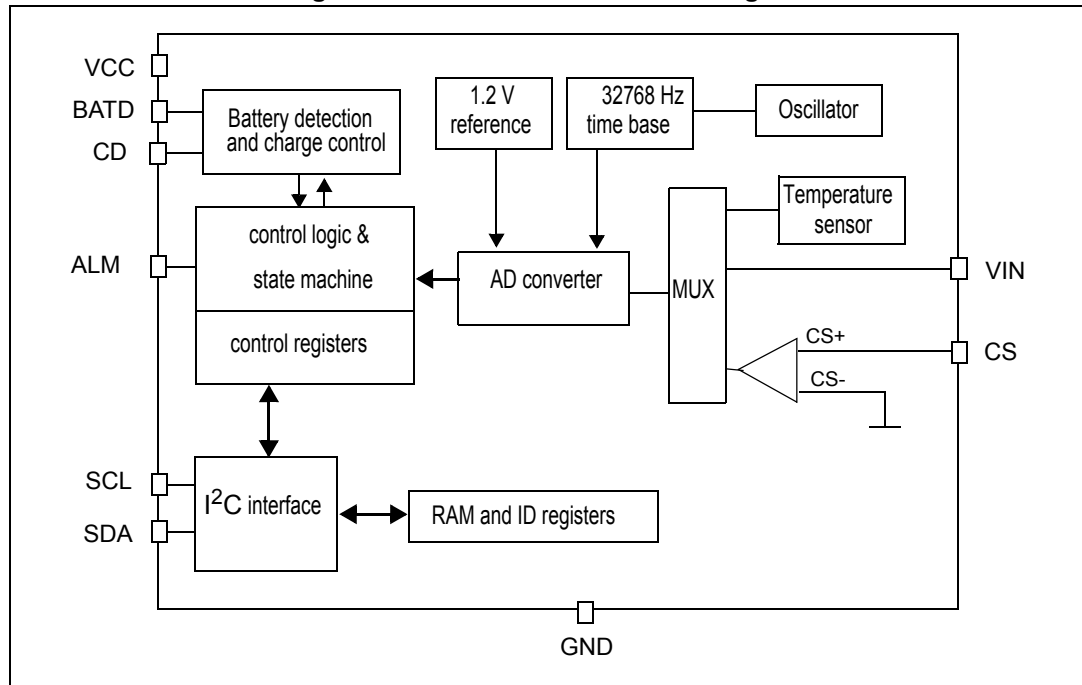 VCC
BATD
CD
ALM
SCL
SDA
Battery detection
and charge control
control logic &
state machine
control registers
I2C interface
1.2 V
reference
32768 Hz
time base
Oscillator
AD converter
RAM and ID registers
MUX
Temperature
sensor
CS+
CS-
VIN
CS
GND